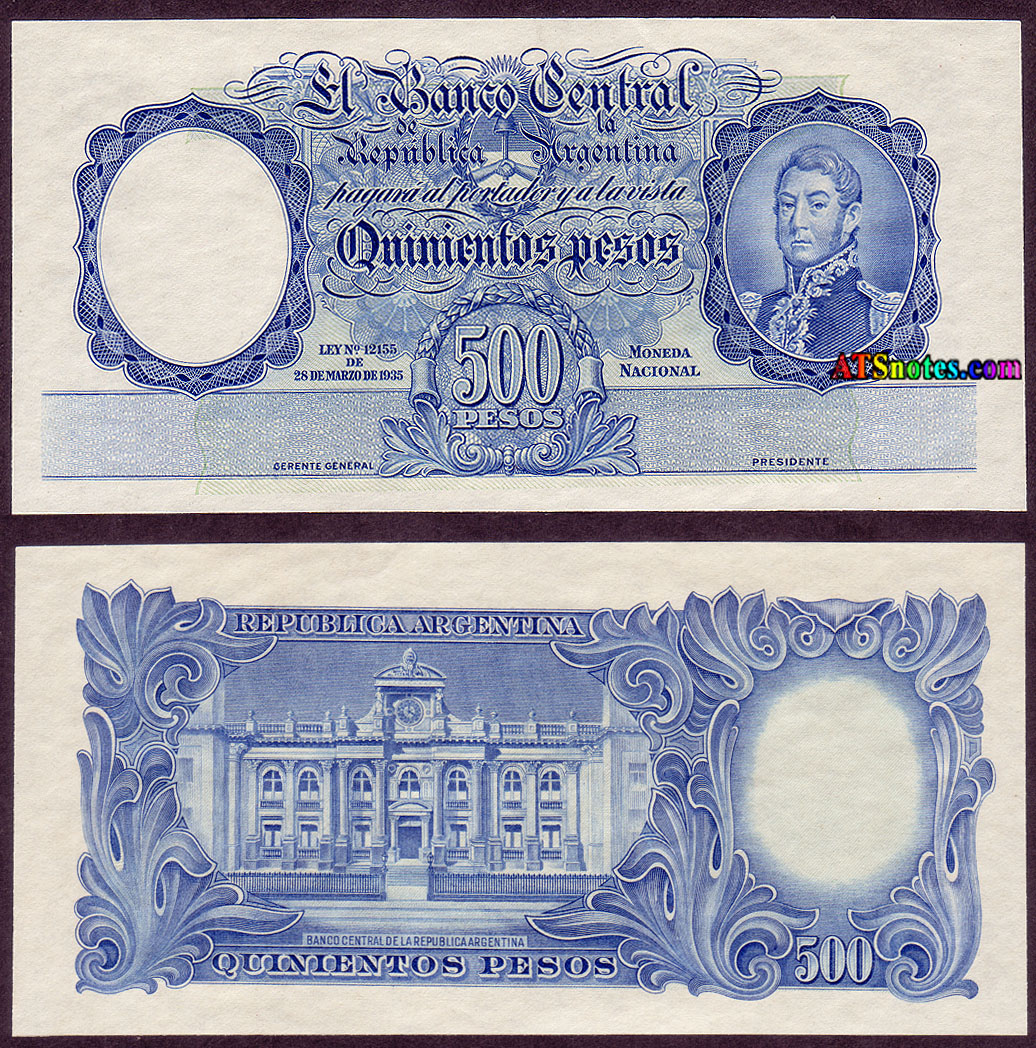 El Banco Central
de la
República Argentina
pagará al portador y a la vista
Quinientos pesos
LEY Nº 12155
DE
28 DE MARZO DE 1935
500
PESOS
MONEDA
NACIONAL
ATSnotes.com
GERENTE GENERAL
PRESIDENTE
REPUBLICA ARGENTINA
BANCO CENTRAL DE LA REPUBLICA ARGENTINA
QUINIENTOS PESOS
500